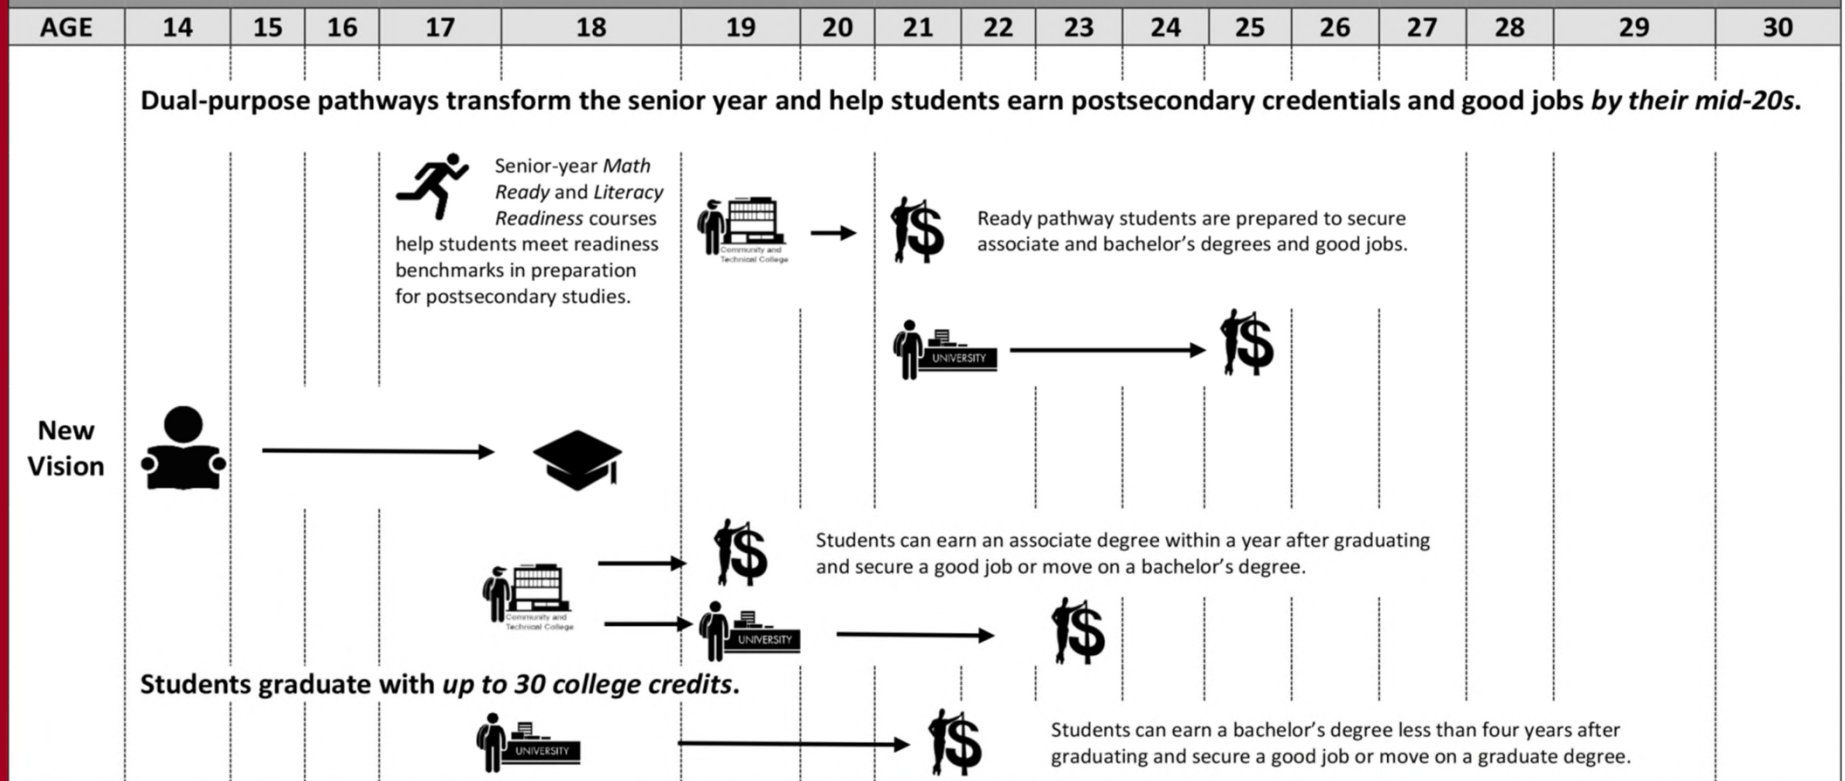 AGE 14 15 16 17 18 19 20 21 22 23 24 25 26 27 28 29 30
Dual-purpose pathways transform the senior year and help students earn postsecondary credentials and good jobs by their mid-20s.
Senior-year Math
Ready and Literacy
Readiness courses
help students meet readiness
benchmarks in preparation
for postsecondary studies.
Community and
Technical College
Ready pathway students are prepared to secure
associate and bachelor's degrees and good jobs.
UNIVERSITY
New
Vision
Students can earn an associate degree within a year after graduating
and secure a good job or move on a bachelor's degree.
Community and
Technical College
UNIVERSITY
Students graduate with up to 30 college credits.
UNIVERSITY
Students can earn a bachelor's degree less than four years after
graduating and secure a good job or move on a graduate degree.